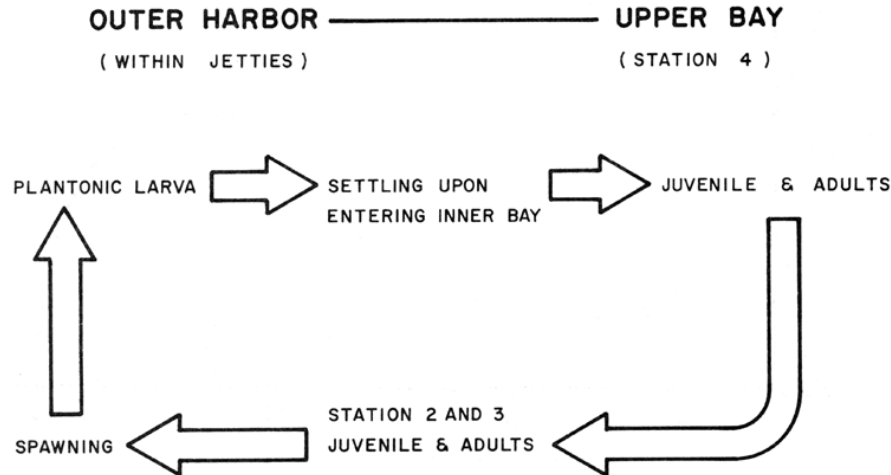 OUTER HARBOR
UPPER BAY
( WITHIN JETTIES )
( STATION 4 )
PLANTONIC LARVA
SETTLING UPON
ENTERING INNER BAY
JUVENILE & ADULTS
STATION 2 AND 3
JUVENILE & ADULTS
SPAWNING